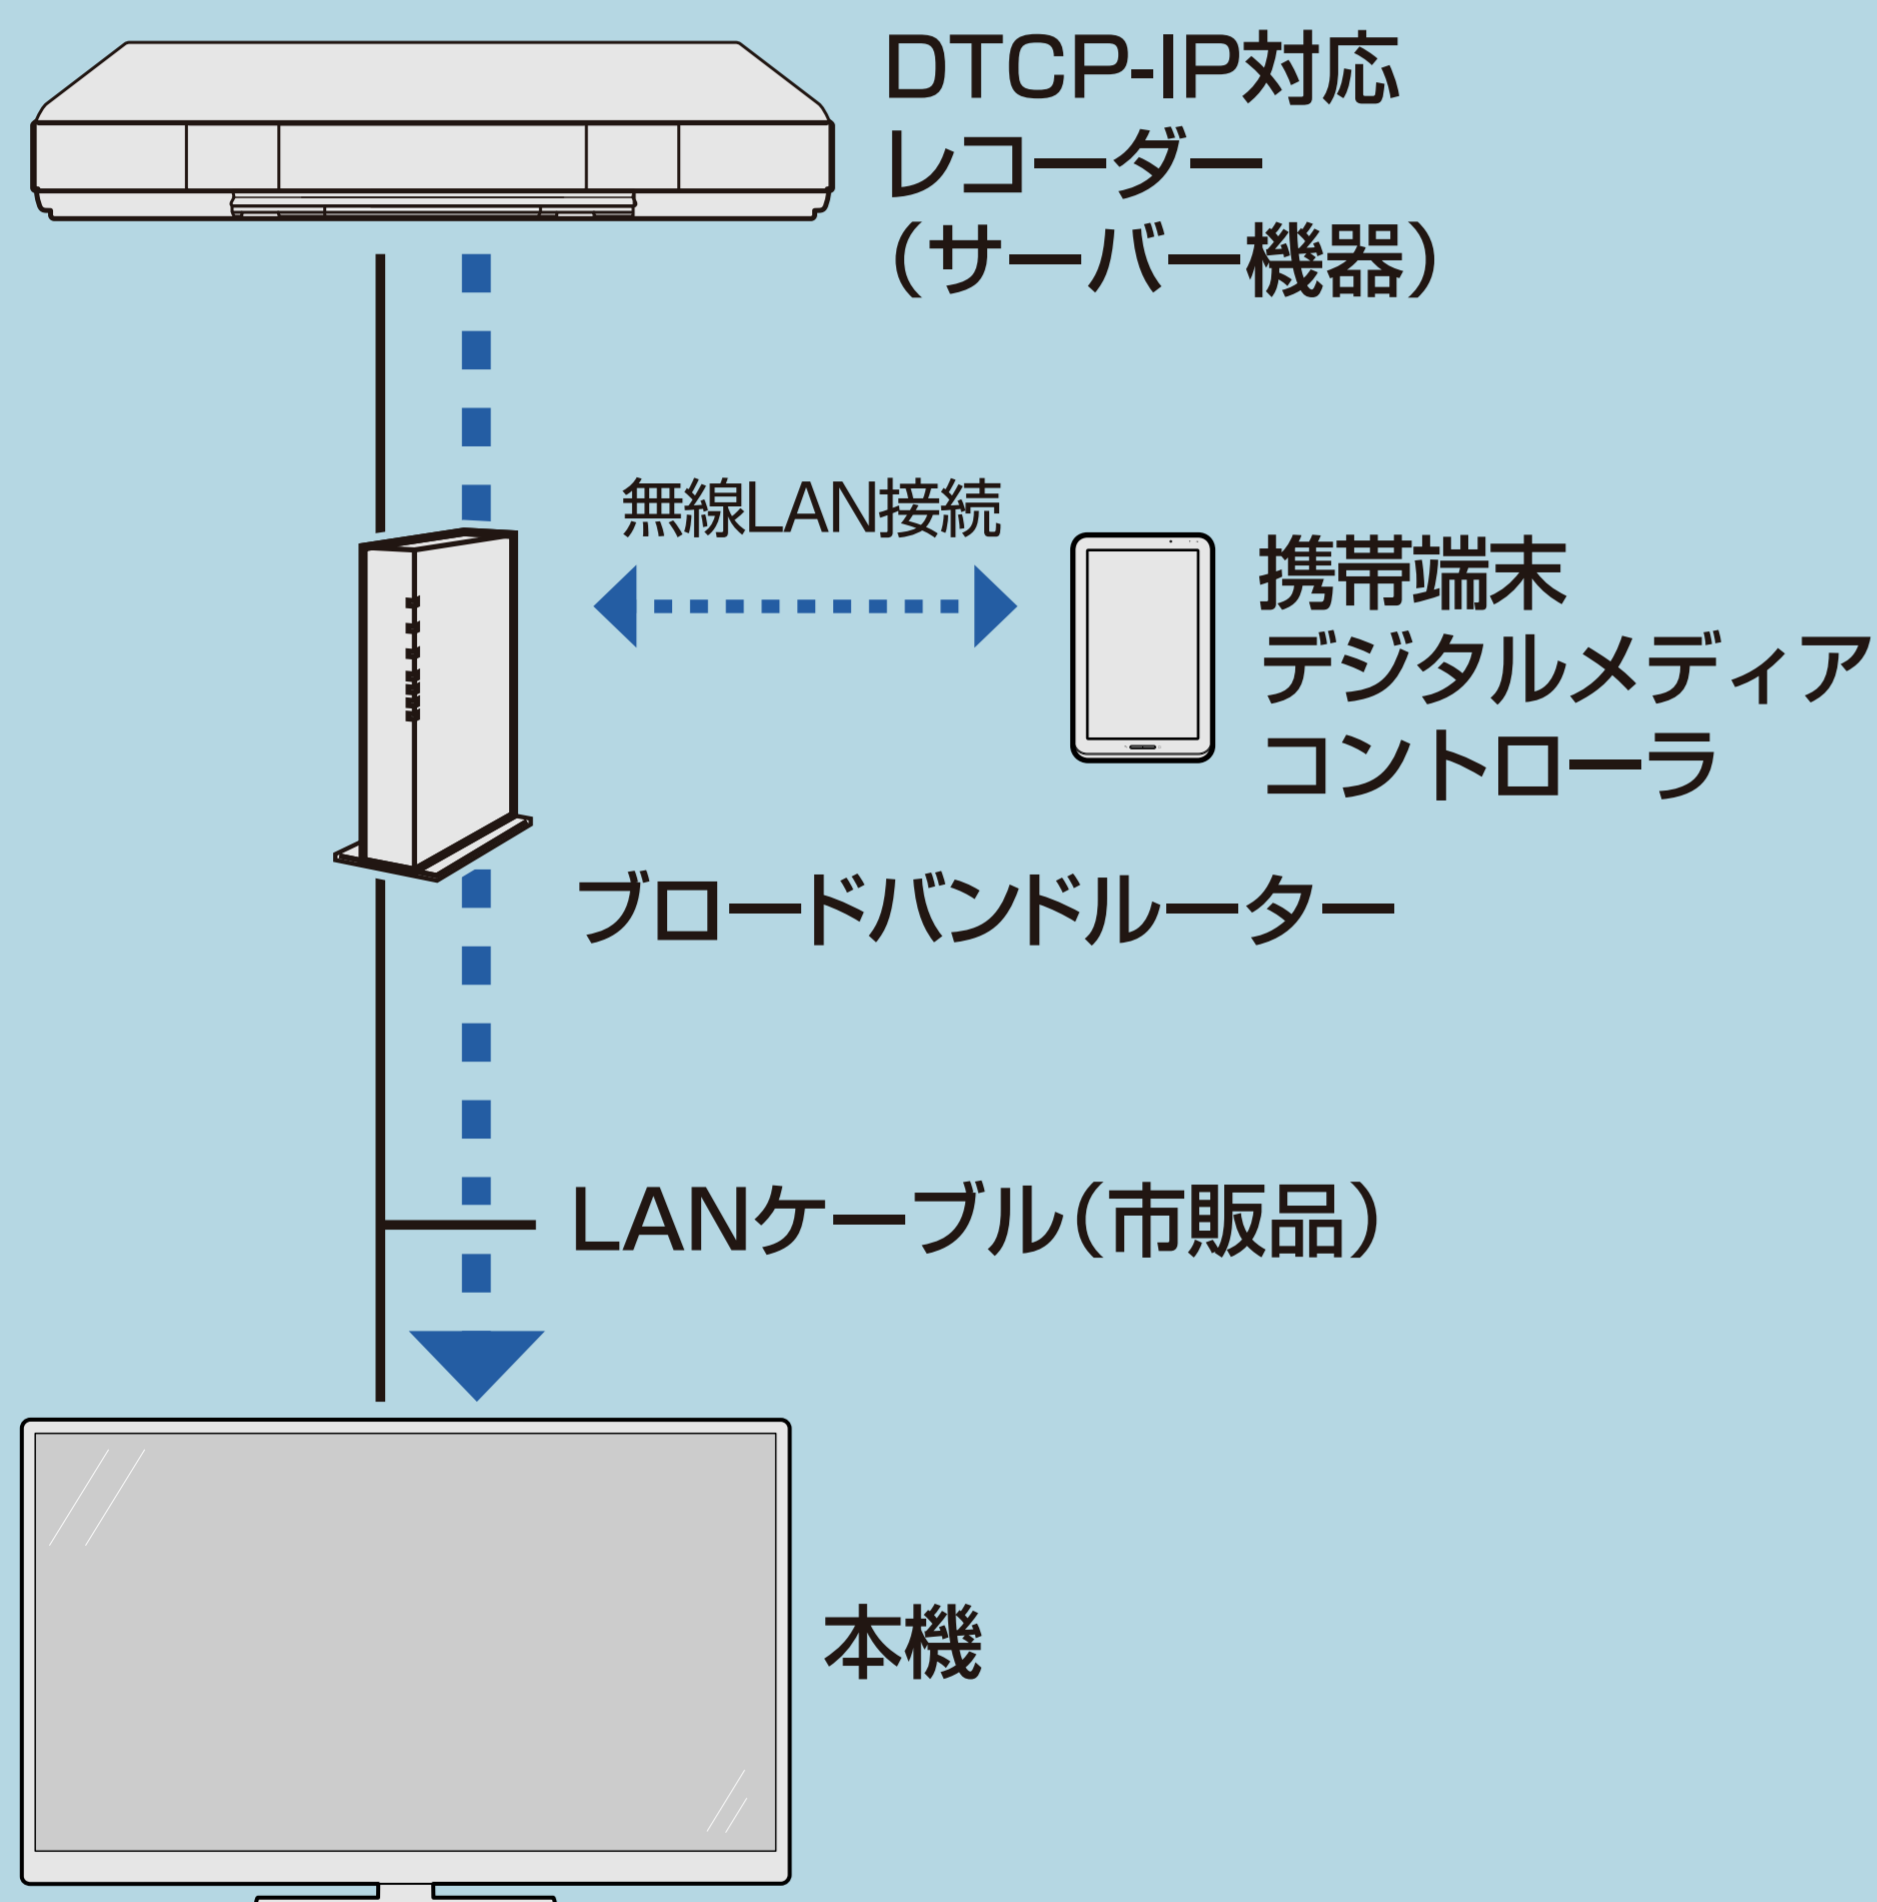 DTCP-IP対応
レコーダー
（サーバー機器）
無線LAN接続
携帯端末
デジタルメディア
コントローラ
ブロードバンドルーター
LANケーブル（市販品）
本機